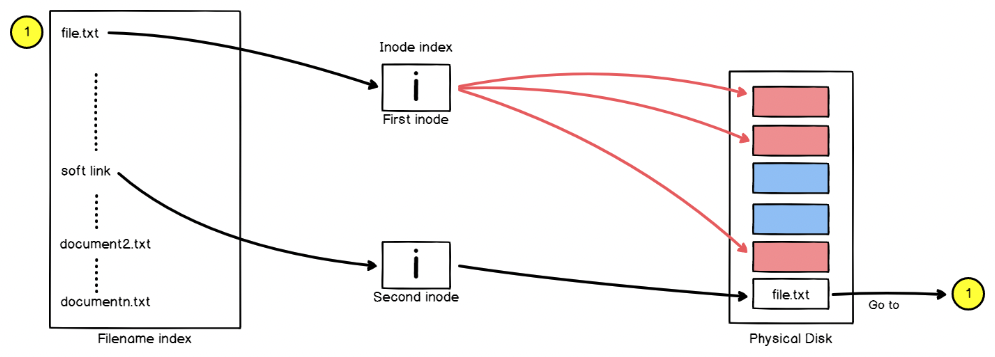 1
file.txt
soft link
document2.txt
documentn.txt
Filename index
Inode index
i
First inode
i
Second inode
file.txt
Physical Disk
Go to
1